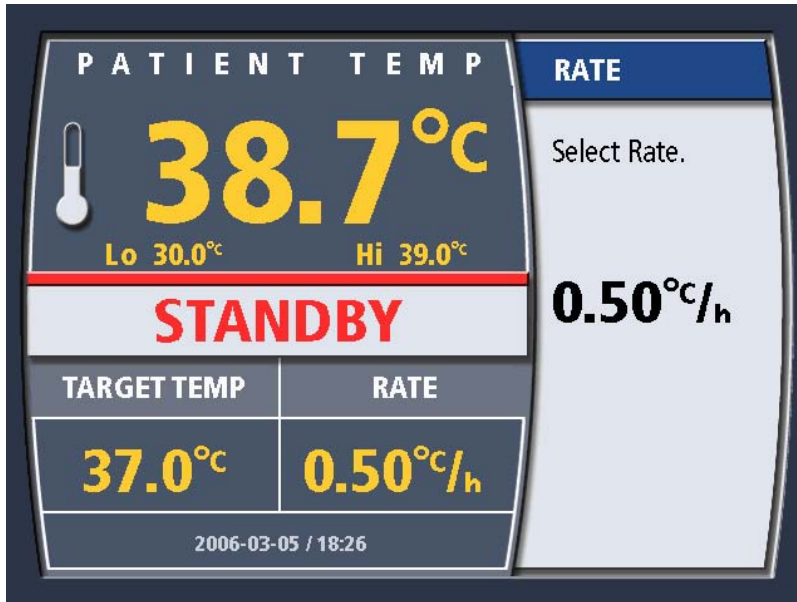 PATIENT TEMP
38.7°C
Lo 30.0°C Hi 39.0°C
STANDBY
TARGET TEMP RATE
37.0°C 0.50°C/h
2006-03-05 / 18:26
RATE
Select Rate.
0.50°C/h